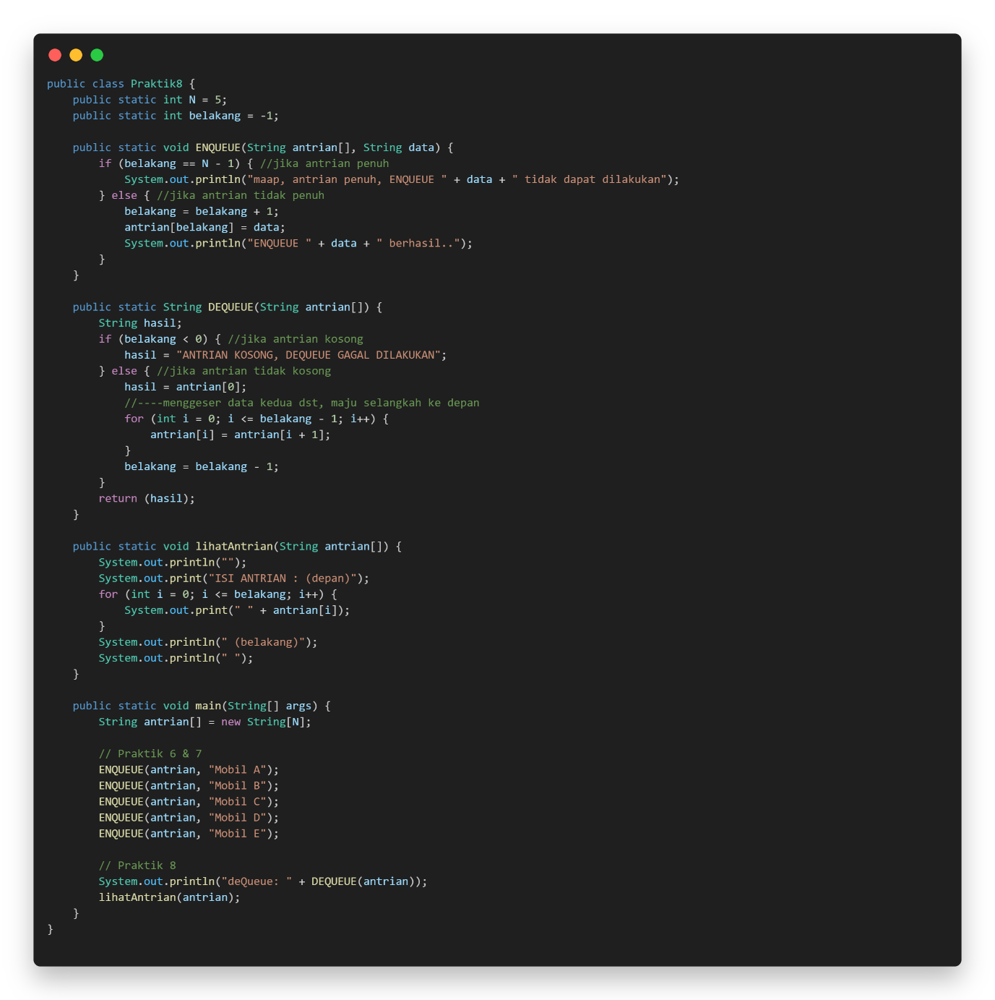 public class Praktik8 {
    public static int N = 5;
    public static int belakang = -1;

    public static void ENQUEUE(String antrian[], String data) {
        if (belakang == N - 1) { //jika antrian penuh
            System.out.println("maap, antrian penuh, ENQUEUE " + data + " tidak dapat dilakukan");
        } else { //jika antrian tidak penuh
            belakang = belakang + 1;
            antrian[belakang] = data;
            System.out.println("ENQUEUE " + data + " berhasil..");
        }
    }

    public static String DEQUEUE(String antrian[]) {
        String hasil;
        if (belakang < 0) { //jika antrian kosong
            hasil = "ANTRIAN KOSONG, DEQUEUE GAGAL DILAKUKAN";
        } else { //jika antrian tidak kosong
            hasil = antrian[0];
            //----menggeser data kedua dst, maju selangkah ke depan
            for (int i = 0; i <= belakang - 1; i++) {
                antrian[i] = antrian[i + 1];
            }
            belakang = belakang - 1;
        }
        return (hasil);
    }

    public static void lihatAntrian(String antrian[]) {
        System.out.println("");
        System.out.print("ISI ANTRIAN : (depan)");
        for (int i = 0; i <= belakang; i++) {
            System.out.print(" " + antrian[i]);
        }
        System.out.println(" (belakang)");
        System.out.println(" ");
    }

    public static void main(String[] args) {
        String antrian[] = new String[N];

        // Praktik 6 & 7
        ENQUEUE(antrian, "Mobil A");
        ENQUEUE(antrian, "Mobil B");
        ENQUEUE(antrian, "Mobil C");
        ENQUEUE(antrian, "Mobil D");
        ENQUEUE(antrian, "Mobil E");

        // Praktik 8
        System.out.println("deQueue: " + DEQUEUE(antrian));
        lihatAntrian(antrian);
    }
}